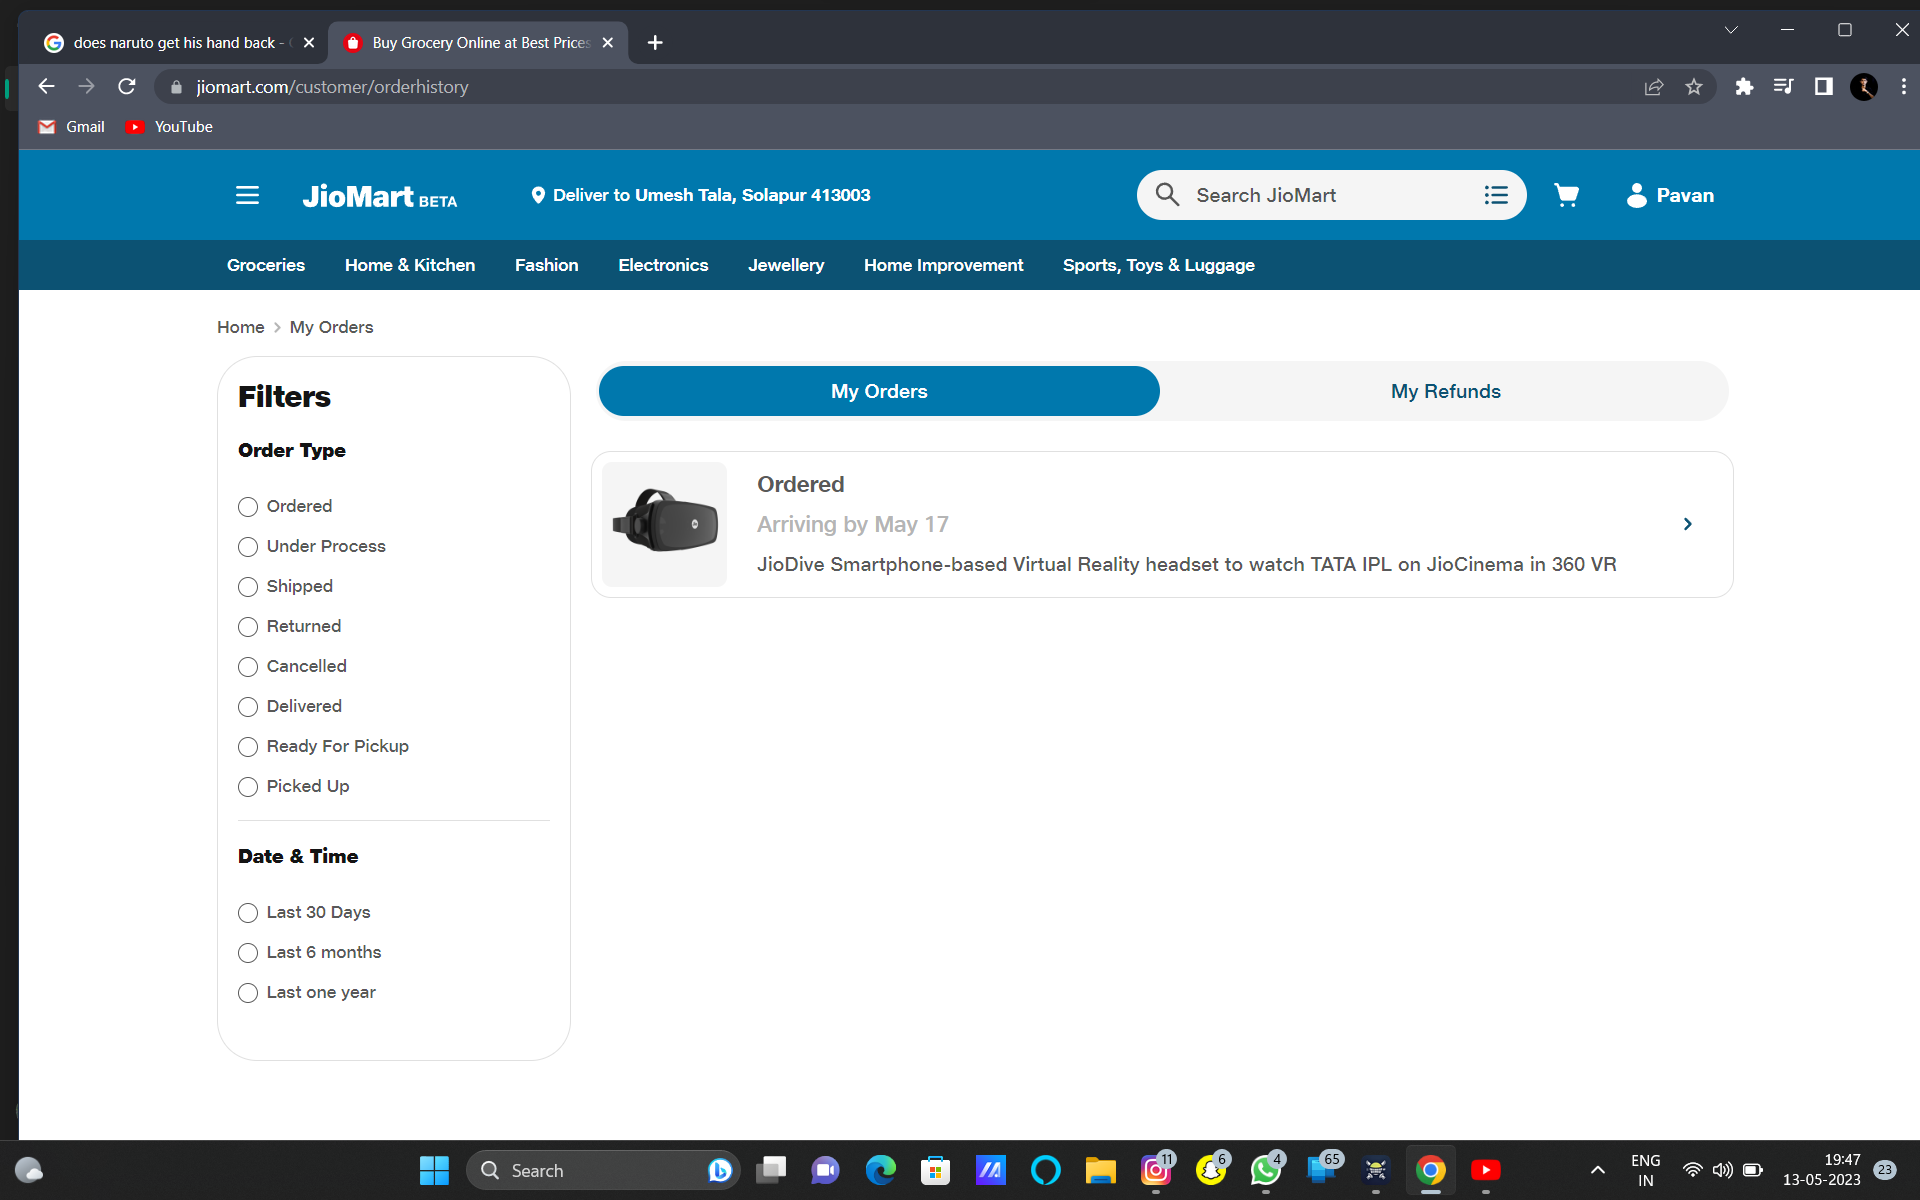 does naruto get his hand back -
Buy Grocery Online at Best Prices
jiomart.com/customer/orderhistory
Gmail
YouTube
JioMart BETA
Deliver to Umesh Tala, Solapur 413003
Search JioMart
Pavan
Groceries
Home & Kitchen
Fashion
Electronics
Jewellery
Home Improvement
Sports, Toys & Luggage
Home
My Orders
Filters
Order Type
Ordered
Under Process
Shipped
Returned
Cancelled
Delivered
Ready For Pickup
Picked Up
Date & Time
Last 30 Days
Last 6 months
Last one year
My Orders
My Refunds
Ordered
Arriving by May 17
JioDive Smartphone-based Virtual Reality headset to watch TATA IPL on JioCinema in 360 VR
Search
11
6
4
65
ENG
IN
19:47
13-05-2023
23